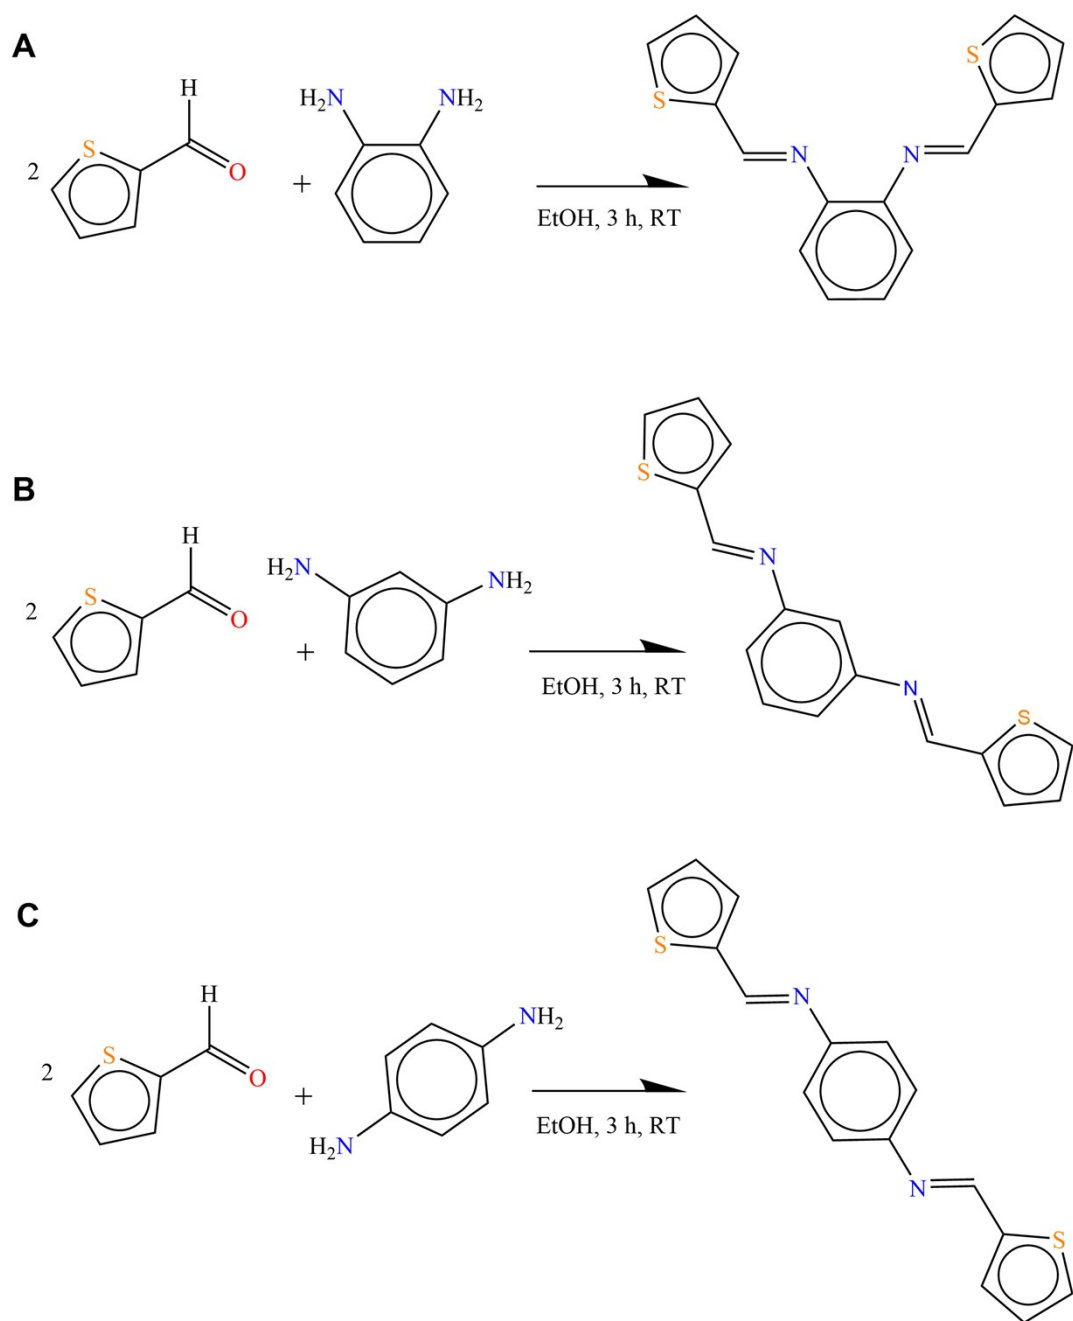 A
2
S
H
O
+
H2N
NH2
EtOH, 3 h, RT
S
N
N
S
B
2
S
H
O
+
H2N
NH2
EtOH, 3 h, RT
S
N
N
S
C
2
S
H
O
+
NH2
H2N
EtOH, 3 h, RT
S
N
N
S